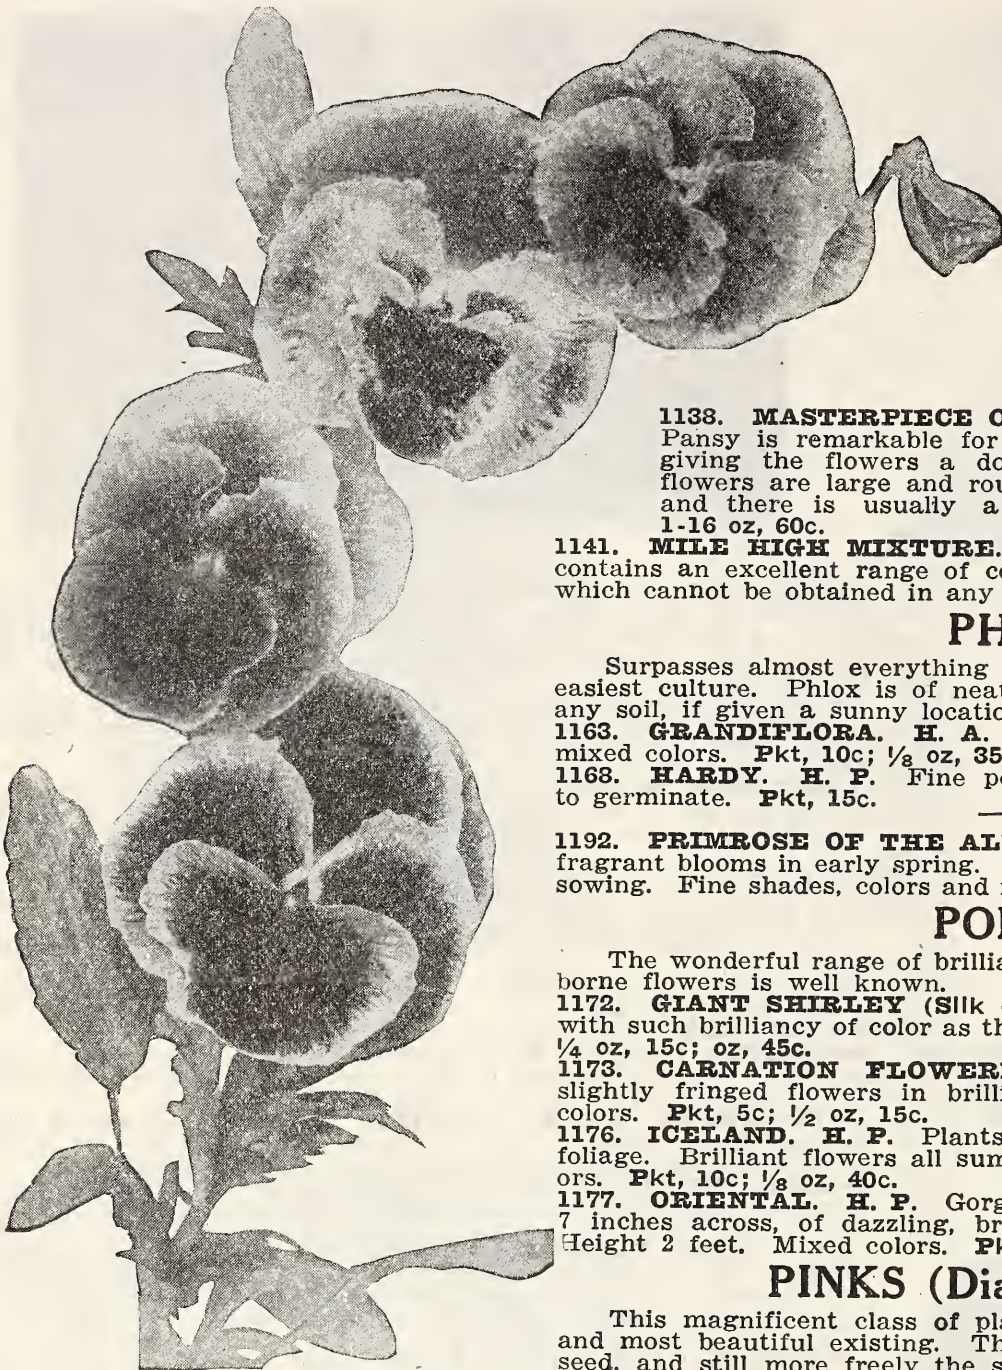 1138. MASTERPIECE
Pansy is remarkable for
giving the flowers a
flowers are large and
and there is usually a
1-16 oz, 60c.
1141. MILE HIGH MIXTURE.
contains an excellent range of
which cannot be obtained in any
PH
Surpasses almost everything
easiest culture. Phlox is of neat
any soil, if given a sunny locatio
1163. GRANDIFLORA. H. A.
mixed colors. Pkt, 10c; ⅛ oz, 35
1168. HARDY. H. P. Fine
to germinate. Pkt, 15c.
1192. PRIMROSE OF THE AL
fragrant blooms in early spring.
sowing. Fine shades, colors and
PO
The wonderful range of brillia
borne flowers is well known.
1172. GIANT SHIRLEY (Silk
with such brilliancy of color as th
¼ oz, 15c; oz, 45c.
1173. CARNATION FLOWER
slightly fringed flowers in brilli
colors. Pkt, 5c; ½ oz, 15c.
1176. ICELAND. H. P. Plants
foliage. Brilliant flowers all sum
ors. Pkt, 10c; ⅛ oz, 40c.
1177. ORIENTAL. H. P. Gorg
7 inches across, of dazzling, br
Height 2 feet. Mixed colors. Pk
PINKS (Dia
This magnificent class of pla
and most beautiful existing. Th
seed, and still more freely the